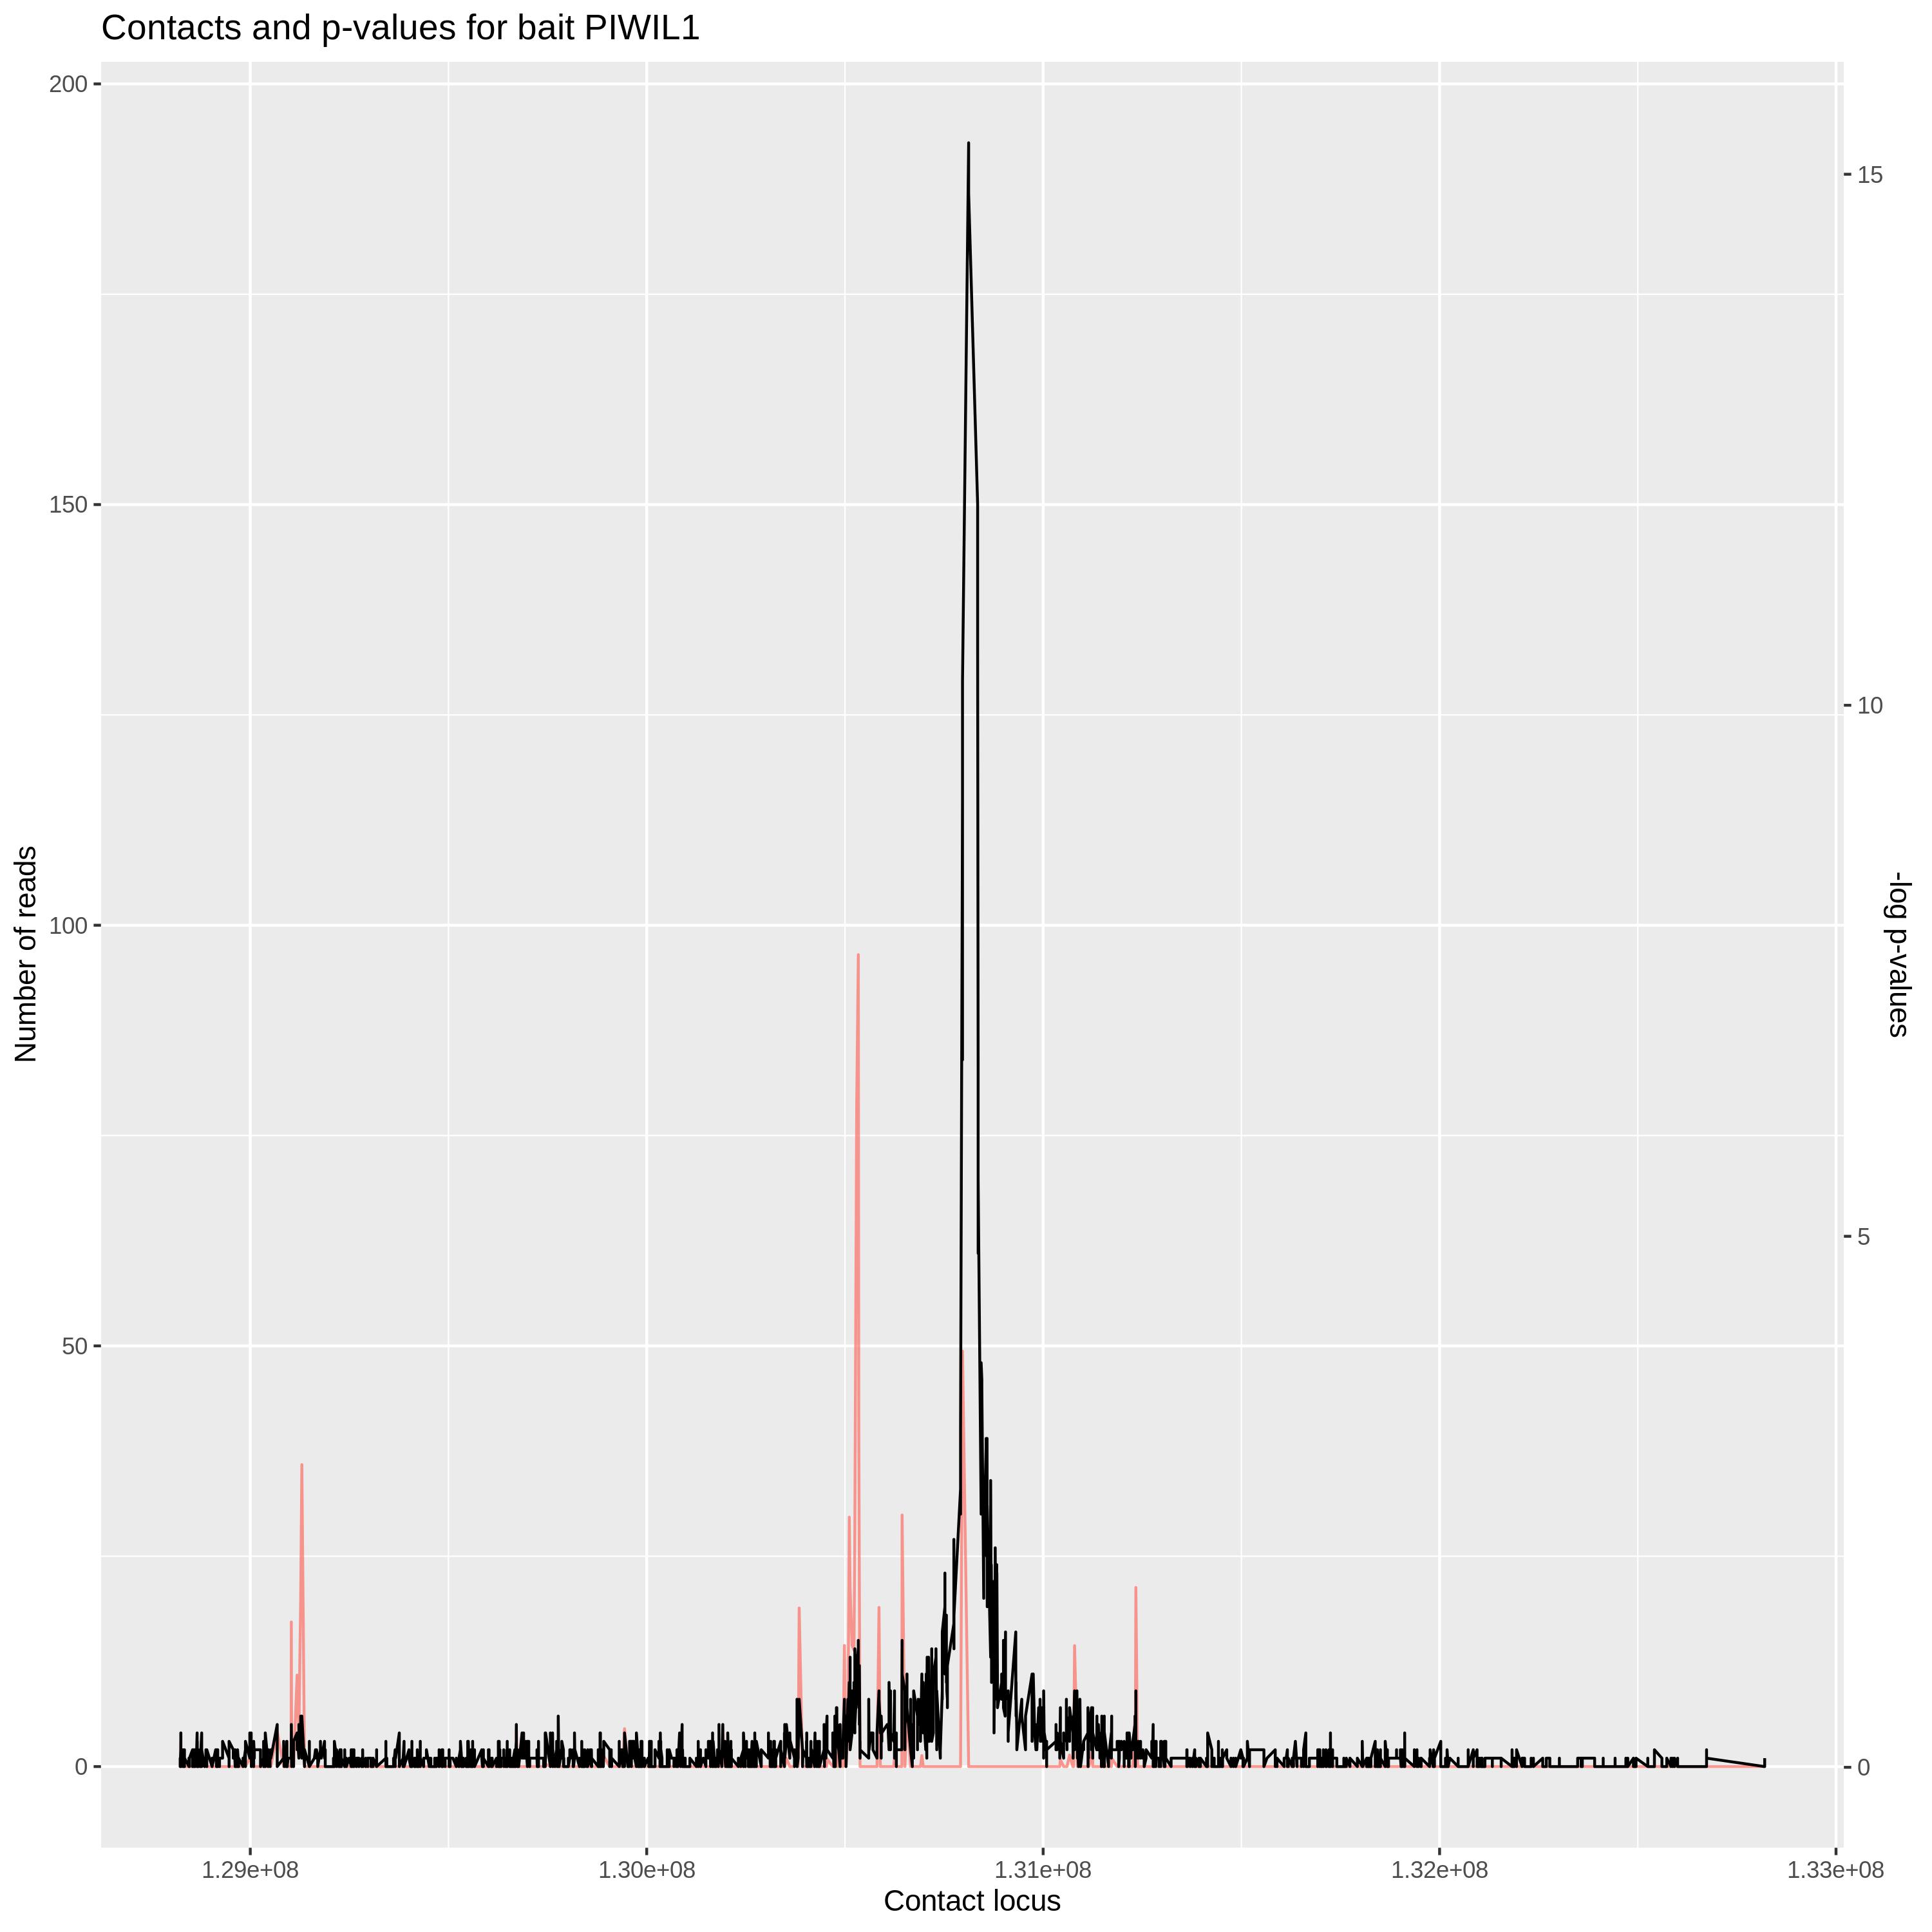 Contacts and p-values for bait PIWIL1
200
150
100
50
0
15
10
5
0
Number of reads
-log p-values
1.29e+08 1.30e+08 1.31e+08 1.32e+08 1.33e+08
Contact locus